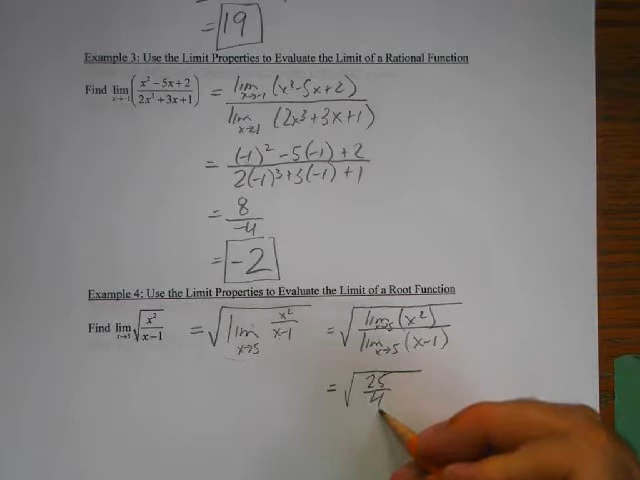 = 19
Example 3: Use the Limit Properties to Evaluate the Limit of a Rational Function
Find lim x→-1 (x² − 5x + 2 / 2x³ + 3x + 1) = lim x→-1 (x² - 5x + 2) / lim x→1 (2x³ + 3x + 1)
= (-1)² - 5(-1) + 2 / 2(-1)³ + 3(-1) + 1
= 8 / -4
= -2
Example 4: Use the Limit Properties to Evaluate the Limit of a Root Function
Find lim x→5 √(x² / x − 1) = √(lim x→5 x² / x-1) = √(lim x→5 (x²) / lim x→5 (x-1))
= √(25 / 4)